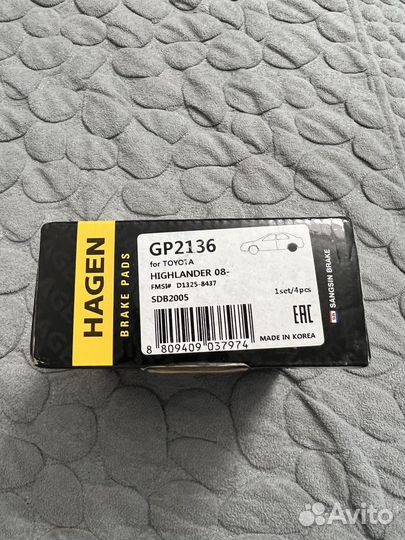 HAGEN
BRAKE PADS
GP2136
for TOYOTA
HIGHLANDER 08-
FMSI# D1325-8437
SDB2005
1set/4pcs
EAC
MADE IN KOREA
8 809409 037974
SANGSIN BRAKE
Avito